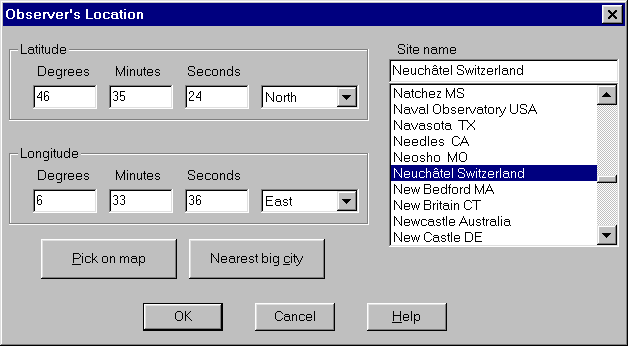 Observer's Location
Latitude
Degrees Minutes Seconds
46 35 24 North
Longitude
Degrees Minutes Seconds
6 33 36 East
Pick on map Nearest big city
Site name
Neuchâtel Switzerland
Natchez MS
Naval Observatory USA
Navasota TX
Needles CA
Neosho MO
Neuchâtel Switzerland
New Bedford MA
New Britain CT
Newcastle Australia
New Castle DE
OK Cancel Help